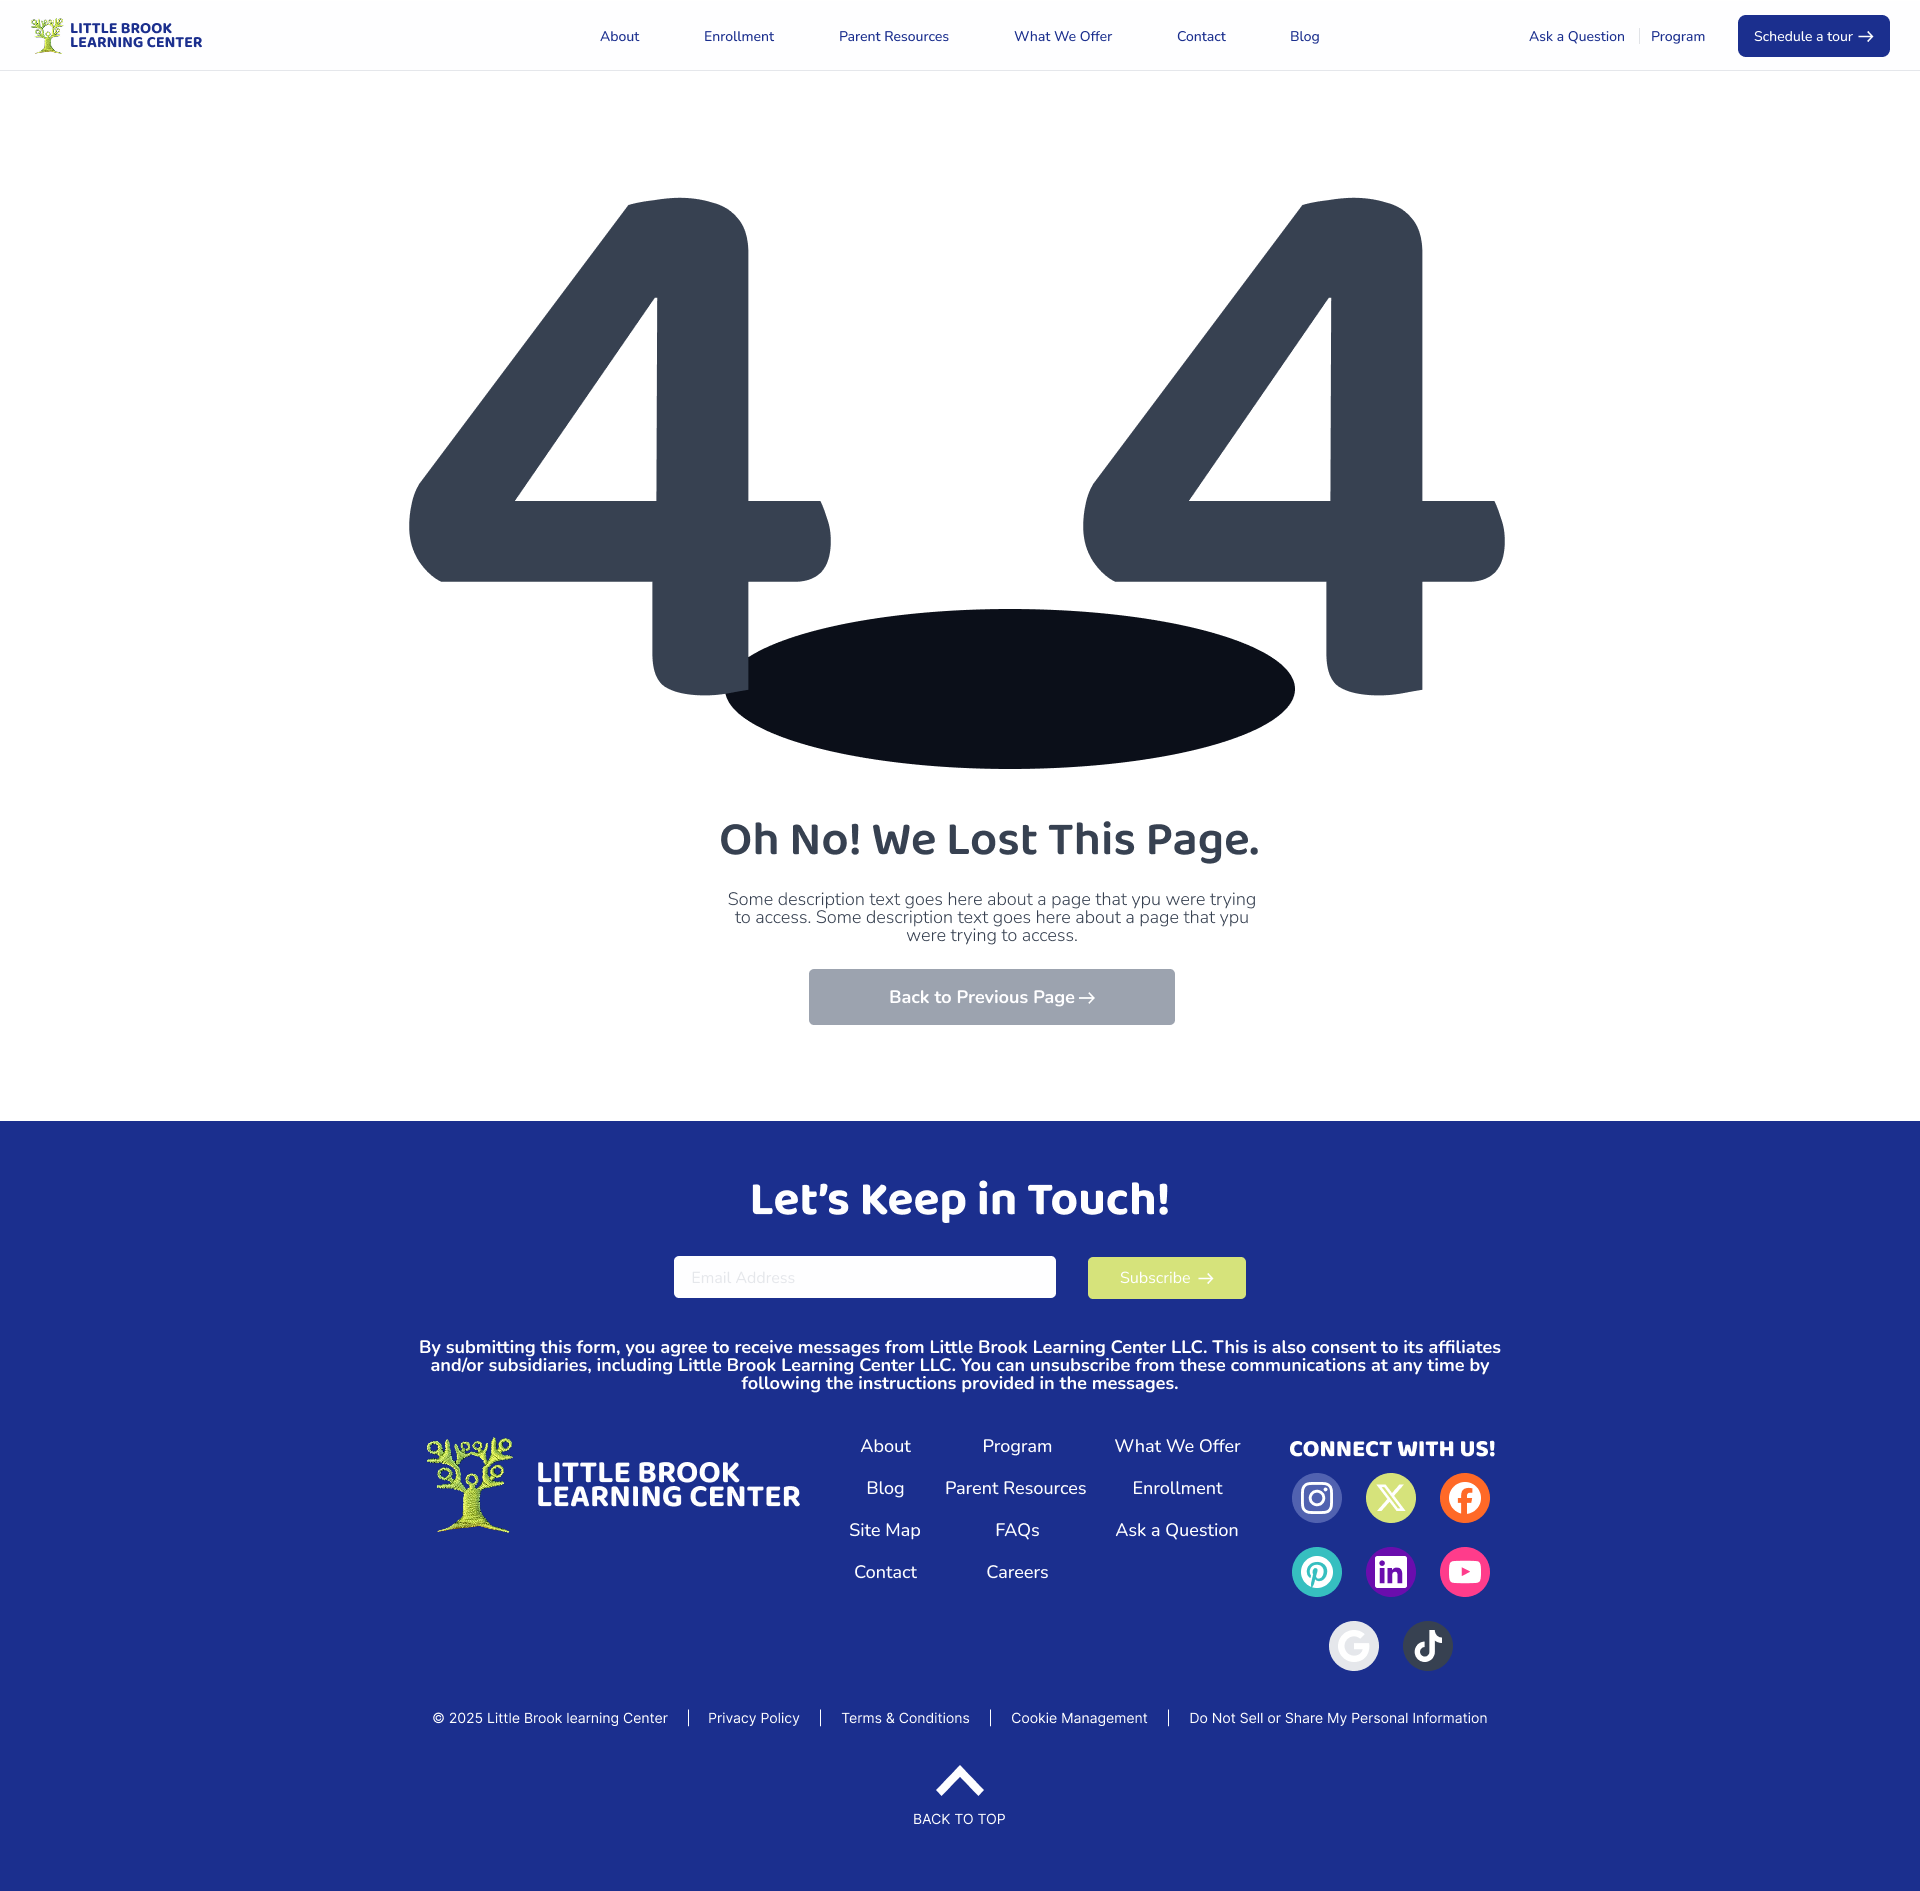 LITTLE BROOK
LEARNING CENTER
About Enrollment Parent Resources What We Offer Contact Blog
Ask a Question Program Schedule a tour
4 4
Oh No! We Lost This Page.
Some description text goes here about a page that ypu were trying
to access. Some description text goes here about a page that ypu
were trying to access.
Back to Previous Page
Let's Keep in Touch!
Email Address
Subscribe
By submitting this form, you agree to receive messages from Little Brook Learning Center LLC. This is also consent to its affiliates
and/or subsidiaries, including Little Brook Learning Center LLC. You can unsubscribe from these communications at any time by
following the instructions provided in the messages.
LITTLE BROOK
LEARNING CENTER
About Program What We Offer
Blog Parent Resources Enrollment
Site Map FAQs Ask a Question
Contact Careers
CONNECT WITH US!
© 2025 Little Brook learning Center | Privacy Policy | Terms & Conditions | Cookie Management | Do Not Sell or Share My Personal Information
BACK TO TOP